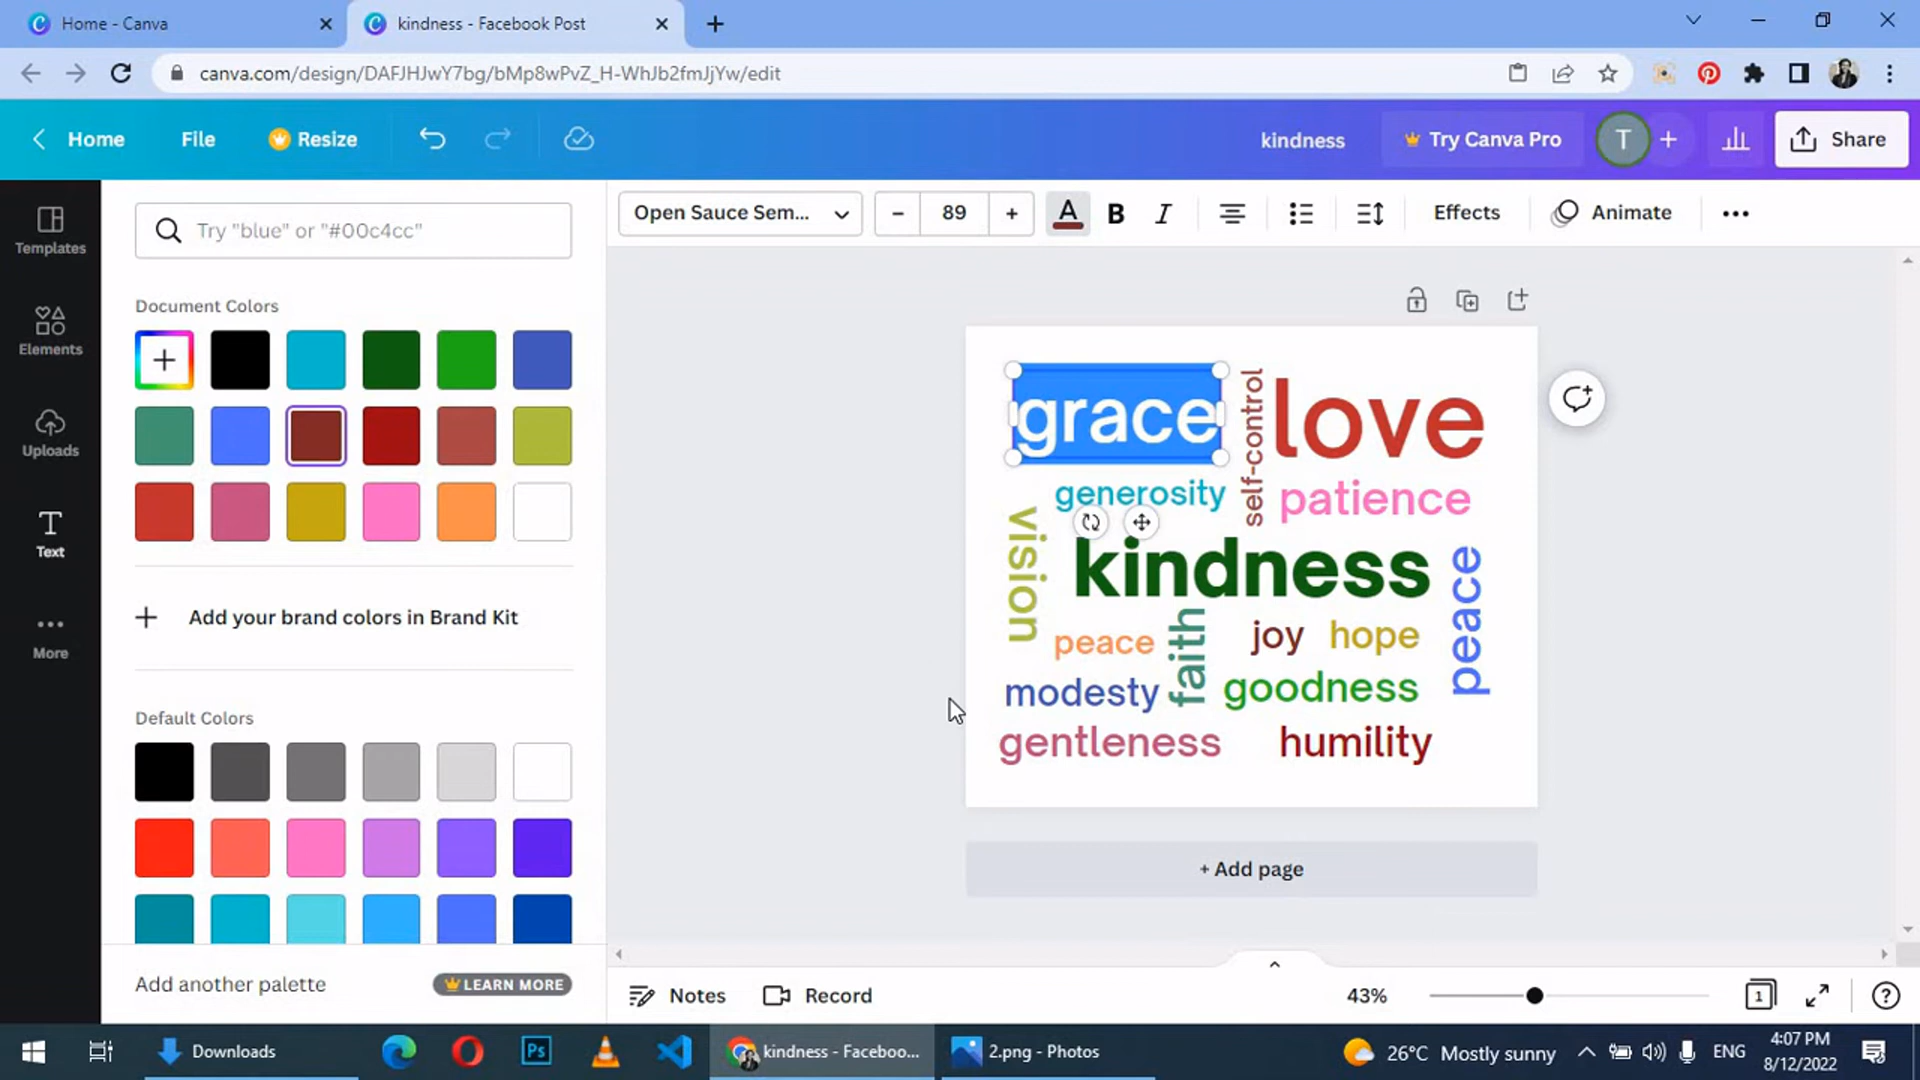 Home - Canva
kindness - Facebook Post
canva.com/design/DAFJHJwY7bg/bMp8wPvZ_H-WhJb2fmJjYw/edit
Home
File
Resize
kindness
Try Canva Pro
T
Share
Templates
Elements
Uploads
Text
More
Try "blue" or "#00c4cc"
Document Colors
Add your brand colors in Brand Kit
Default Colors
Add another palette
LEARN MORE
Open Sauce Sem...
89
A
B
I
Effects
Animate
grace
self-control
love
generosity
patience
vision
kindness
peace
peace
faith
joy
hope
modesty
goodness
gentleness
humility
+ Add page
Notes
Record
43%
1
Downloads
Ps
kindness - Faceboo...
2.png - Photos
26°C Mostly sunny
ENG
4:07 PM
8/12/2022